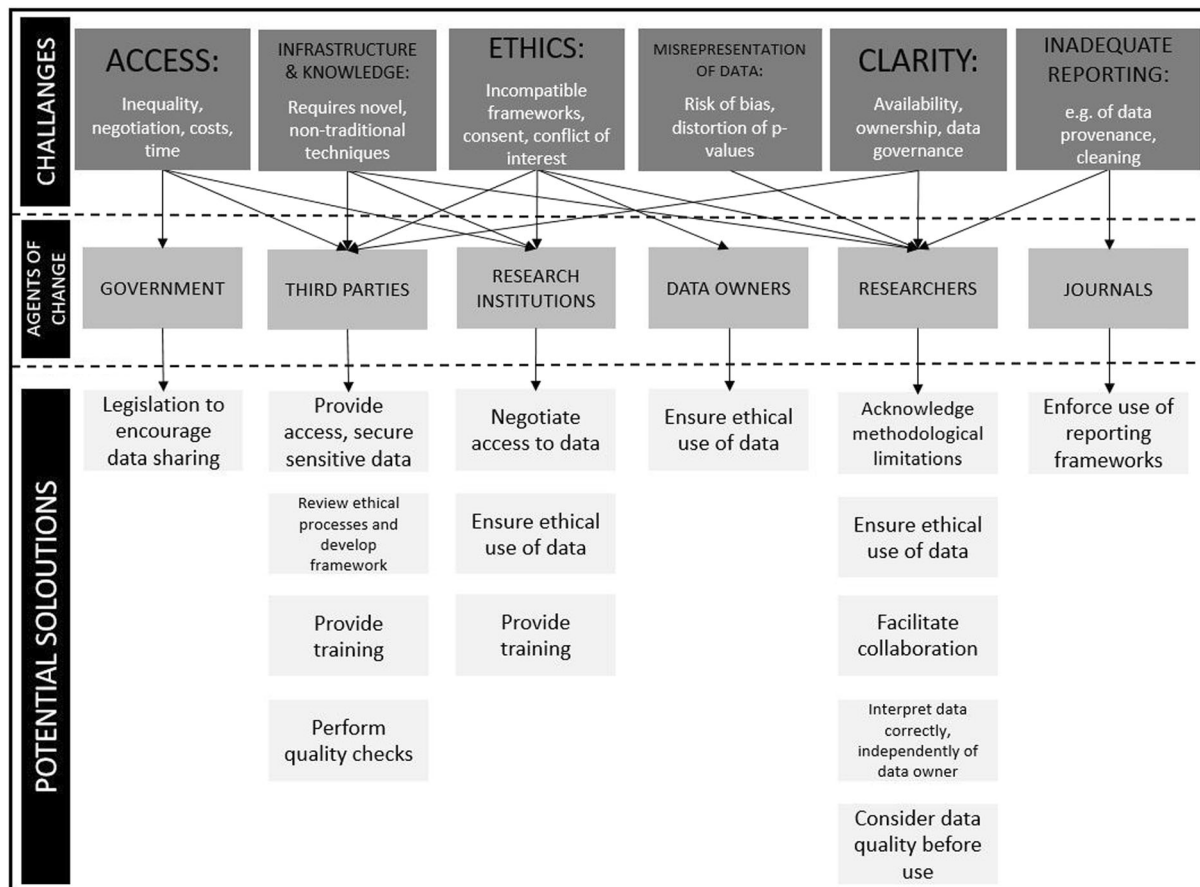 CHALLANGES
ACCESS:
Inequality,
negotiation, costs,
time
INFRASTRUCTURE
& KNOWLEDGE:
Requires novel,
non-traditional
techniques
ETHICS:
Incompatible
frameworks,
consent, conflict of
interest
MISREPRESENTATION
OF DATA:
Risk of bias,
distortion of p-
values
CLARITY:
Availability,
ownership, data
governance
INADEQUATE
REPORTING:
e.g. of data
provenance,
cleaning
AGENTS OF
CHANGE
GOVERNMENT
THIRD PARTIES
RESEARCH
INSTITUTIONS
DATA OWNERS
RESEARCHERS
JOURNALS
POTENTIAL SOLOUTIONS
Legislation to
encourage
data sharing
Provide
access, secure
sensitive data
Review ethical
processes and
develop
framework
Provide
training
Perform
quality checks
Negotiate
access to data
Ensure ethical
use of data
Provide
training
Ensure ethical
use of data
Acknowledge
methodological
limitations
Ensure ethical
use of data
Facilitate
collaboration
Interpret data
correctly,
independently of
data owner
Consider data
quality before
use
Enforce use of
reporting
frameworks